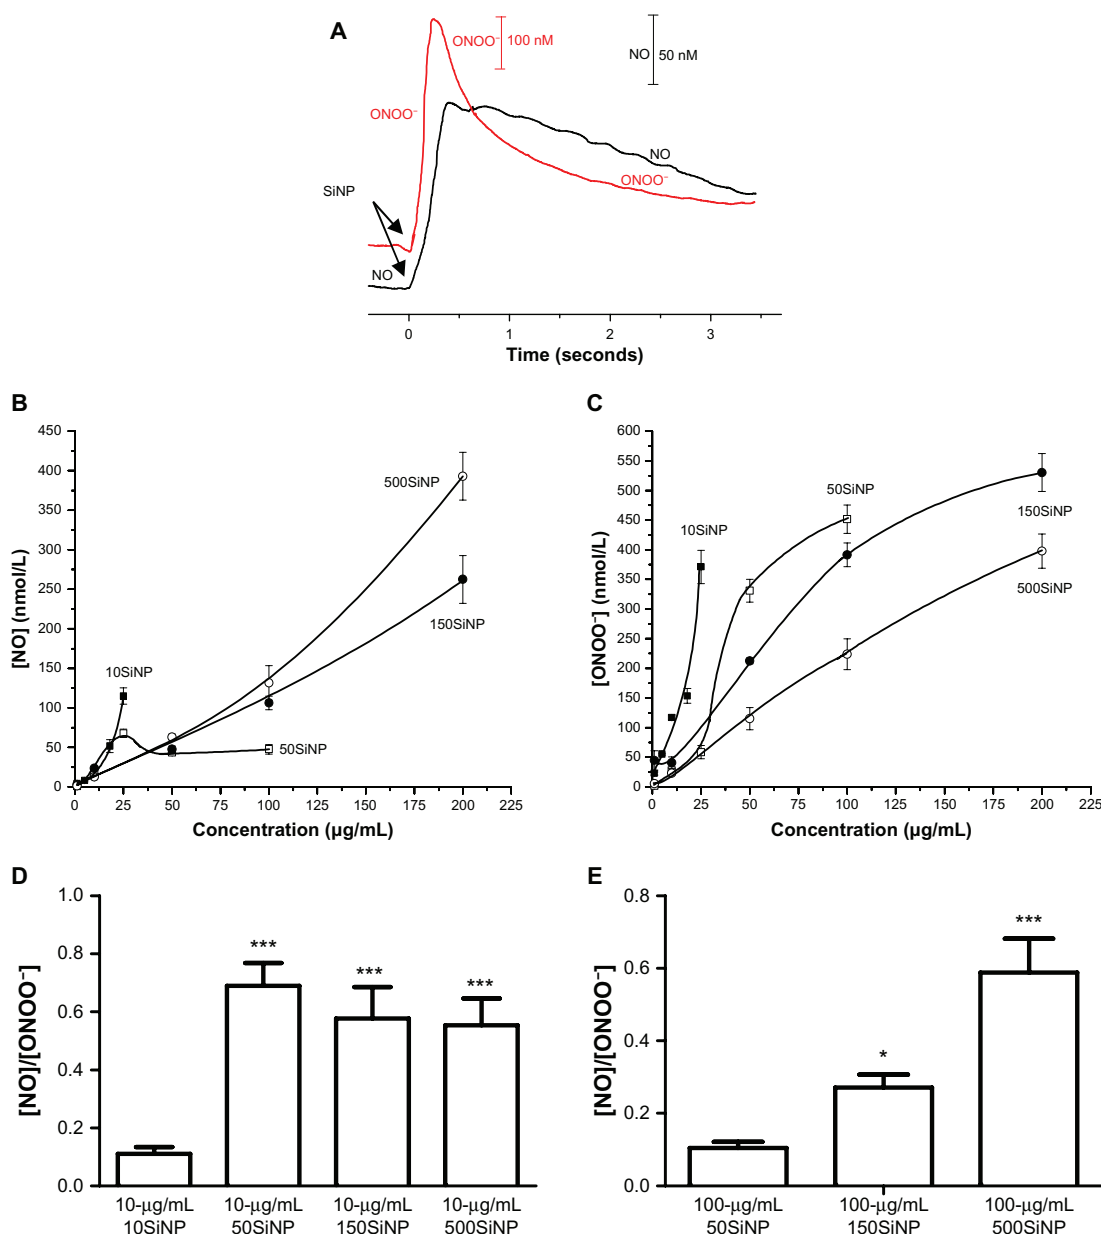 A
ONOO⁻ 100 nM
NO 50 nM
ONOO⁻
NO
ONOO⁻
SiNP
NO
0 1 2 3
Time (seconds)
B
450
400
350
300
250
200
150
100
50
0
500SiNP
150SiNP
10SiNP
50SiNP
0 25 50 75 100 125 150 175 200 225
[NO] (nmol/L)
Concentration (µg/mL)
C
600
550
500
450
400
350
300
250
200
150
100
50
0
50SiNP
10SiNP
150SiNP
500SiNP
0 25 50 75 100 125 150 175 200 225
[ONOO⁻] (nmol/L)
Concentration (µg/mL)
D
1.0
0.8
0.6
0.4
0.2
0.0
[NO]/[ONOO⁻]
*** *** ***
10-µg/mL 10-µg/mL 10-µg/mL 10-µg/mL
10SiNP 50SiNP 150SiNP 500SiNP
E
0.8
0.6
0.4
0.2
0.0
[NO]/[ONOO⁻]
* ***
100-µg/mL 100-µg/mL 100-µg/mL
50SiNP 150SiNP 500SiNP